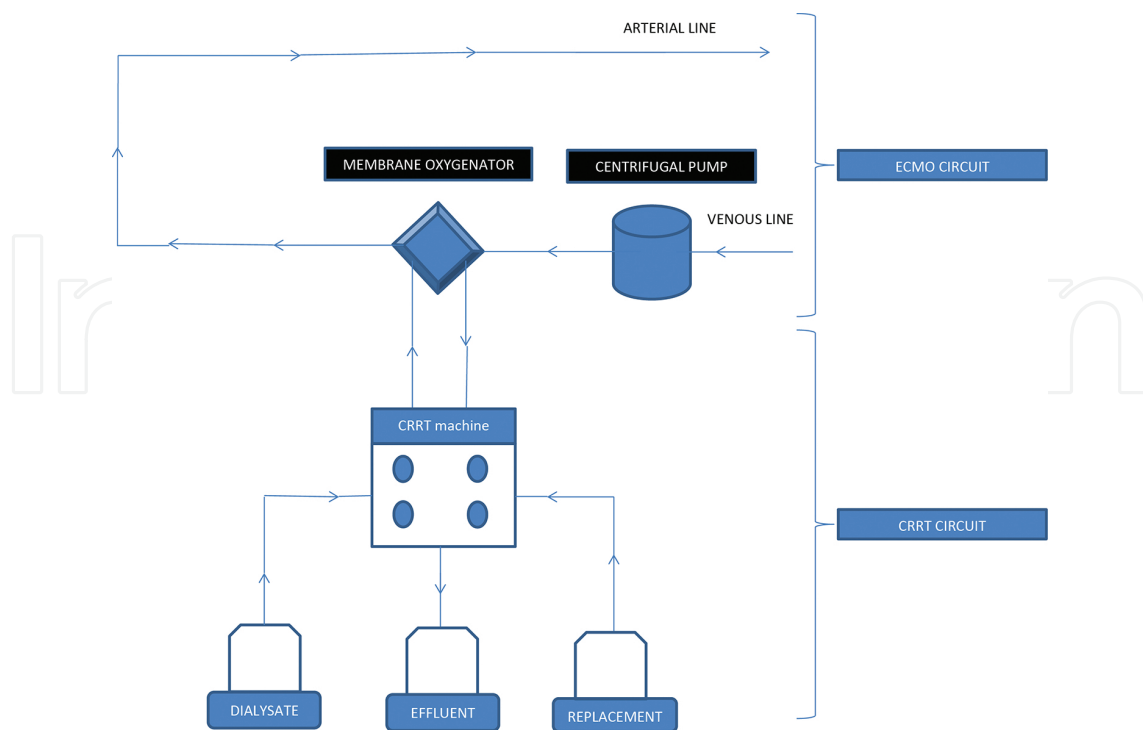 ARTERIAL LINE
MEMBRANE OXYGENATOR
CENTRIFUGAL PUMP
ECMO CIRCUIT
VENOUS LINE
CRRT machine
CRRT CIRCUIT
DIALYSATE
EFFLUENT
REPLACEMENT